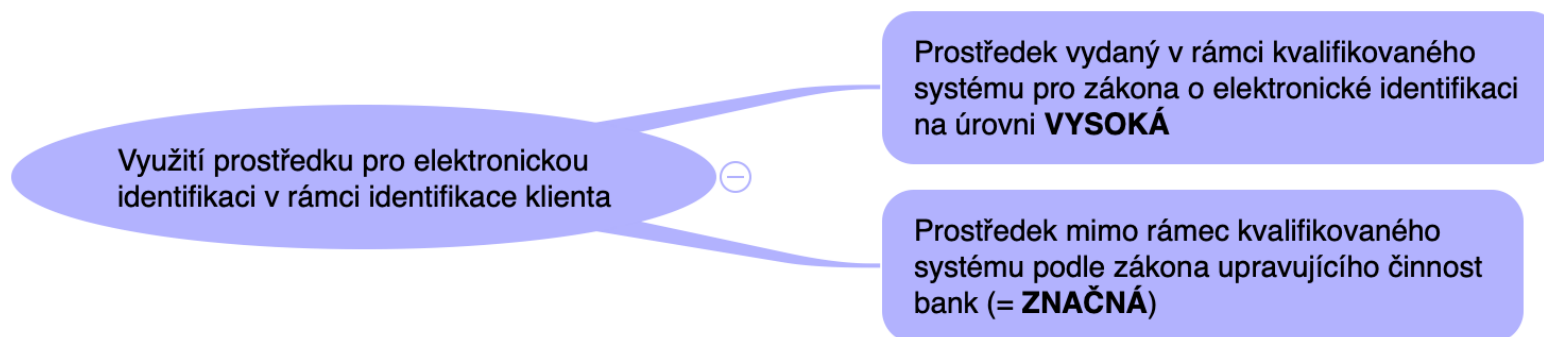 Využití prostředku pro elektronickou
identifikaci v rámci identifikace klienta
Prostředek vydaný v rámci kvalifikovaného
systému pro zákona o elektronické identifikaci
na úrovni VYSOKÁ
Prostředek mimo rámec kvalifikovaného
systému podle zákona upravujícího činnost
bank (= ZNAČNÁ)